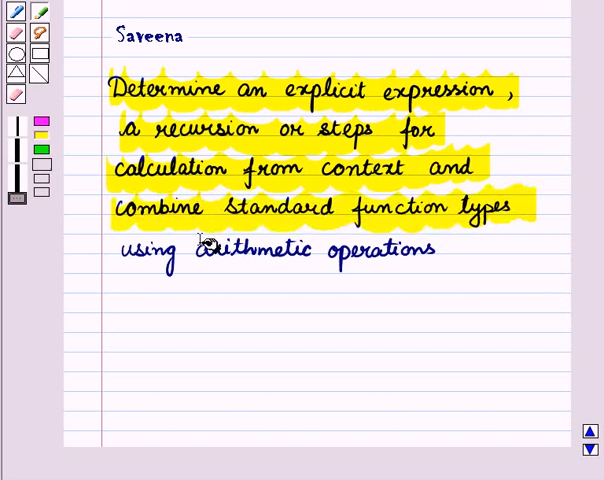 Saveena
Determine an explicit expression,
a recursion or steps for
calculation from context and
combine standard function types
using arithmetic operations